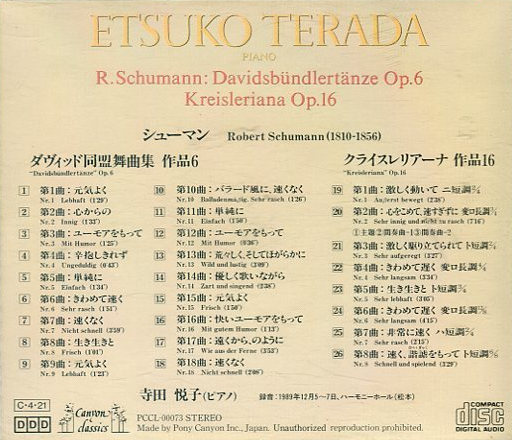 ETSUKO TERADA
PIANO
R. Schumann: Davidsbündlertänze Op.6
Kreisleriana Op.16
シューマン Robert Schumann (1810-1856)
ダヴィッド同盟舞曲集 作品6
"Davidsbündlertänze" Op.6
1 第1曲：元気よく
Nr.1 Lebhaft (1'29")
2 第2曲：心からの
Nr.2 Innig (1'33")
3 第3曲：ユーモアをもって
Nr.3 Mit Humor (1'25")
4 第4曲：辛抱しきれず
Nr.4 Ungeduldig (0'43")
5 第5曲：単純に
Nr.5 Einfach (1'34")
6 第6曲：きわめて速く
Nr.6 Sehr rasch (1'51")
7 第7曲：速くなく
Nr.7 Nicht schnell (3'59")
8 第8曲：生き生きと
Nr.8 Frisch (1'01")
9 第9曲：元気よく
Nr.9 Lebhaft (1'23")
10 第10曲：バラード風に、速くなく
Nr.10 Balladenmäßig. Sehr rasch (1'26")
11 第11曲：単純に
Nr.11 Einfach (1'50")
12 第12曲：ユーモアをもって
Nr.12 Mit Humor (0'36")
13 第13曲：荒々しく、そしてほがらかに
Nr.13 Wild und lustig (3'09")
14 第14曲：優しく歌いながら
Nr.14 Zart und singend (2'38")
15 第15曲：元気よく
Nr.15 Frisch (1'50")
16 第16曲：快いユーモアをもって
Nr.16 Mit gutem Humor (1'13")
17 第17曲：遠くから、のように
Nr.17 Wie aus der Ferne (3'53")
18 第18曲：速くなく
Nr.18 Nicht schnell (2'08")
クライスレリアーナ 作品16
"Kreisleriana" Op.16
19 第1曲：激しく動いて ニ短調
Nr.1 Äußerst bewegt (2'38")
20 第2曲：心をこめて、速すぎずに 変ロ長調
Nr.2 Sehr innig und nicht zu rasch (7'16")
①主題②間奏曲-1③間奏曲-2
21 第3曲：激しく駆り立てられて ト短調
Nr.3 Sehr aufgeregt (3'27")
22 第4曲：きわめて遅く 変ロ長調
Nr.4 Sehr langsam (3'34")
23 第5曲：生き生きと ト短調
Nr.5 Sehr lebhaft (3'05")
24 第6曲：きわめて遅く 変ロ長調
Nr.6 Sehr langsam (4'15")
25 第7曲：非常に速く ハ短調
Nr.7 Sehr rasch (2'15")
26 第8曲：速く、諧謔をもって ト短調
Nr.8 Schnell und spielend (3'29")
寺田 悦子（ピアノ） 録音：1989年12月5〜7日、ハーモニーホール（松本）
C-4-21
DDD
Canyon Classics
PCCL-00073 STEREO
Made by Pony Canyon Inc., Japan. Unauthorized reproduction prohibited.
COMPACT
disc
DIGITAL AUDIO